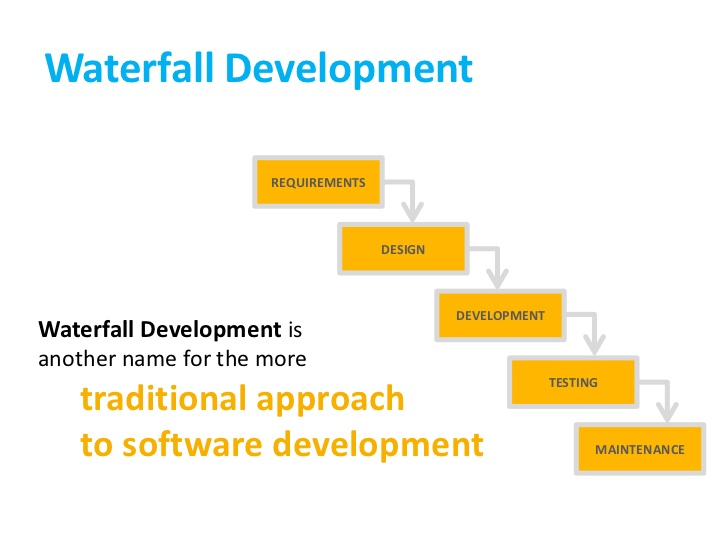 Waterfall Development
REQUIREMENTS
DESIGN
DEVELOPMENT
TESTING
MAINTENANCE
Waterfall Development is
another name for the more
traditional approach
to software development